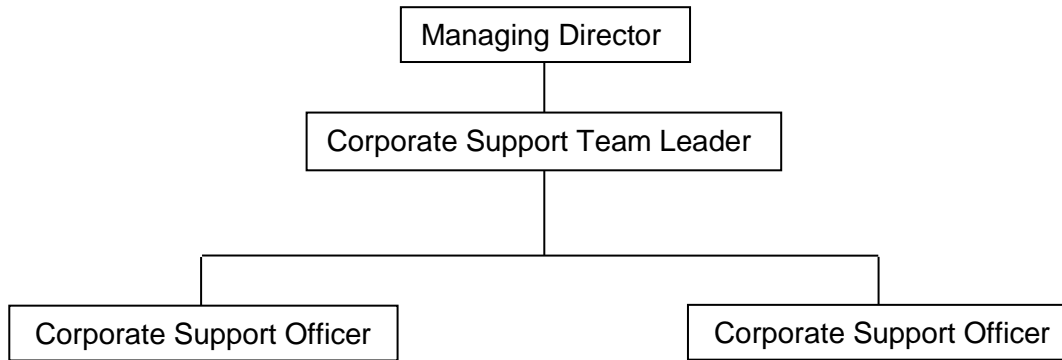 Managing Director
Corporate Support Team Leader
Corporate Support Officer
Corporate Support Officer